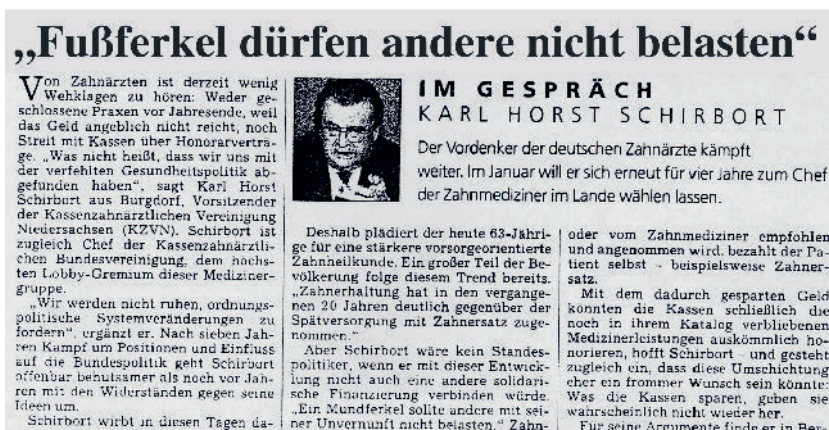 „Fußferkel dürfen andere nicht belasten“
Von Zahnärzten ist derzeit wenig
Wehklagen zu hören: Weder ge-
schlossene Praxen vor Jahresende, weil
das Geld angeblich nicht reicht, noch
Streit mit Kassen über Honorarverträ-
ge. „Was nicht heißt, dass wir uns mit
der verfehlten Gesundheitspolitik ab-
gefunden haben“, sagt Karl Horst
Schirbort aus Burgdorf, Vorsitzender
der Kassenzahnärztlichen Vereinigung
Niedersachsen (KZVN). Schirbort ist
zugleich Chef der Kassenzahnärztli-
chen Bundesvereinigung, dem höchs-
ten Lobby-Gremium dieser Mediziner-
gruppe.
„Wir werden nicht ruhen, ordnungs-
politische Systemveränderungen zu
fordern“, ergänzt er. Nach sieben Jah-
ren Kampf um Positionen und Einfluss
auf die Bundespolitik geht Schirbort
offenbar behutsamer als noch vor Jah-
ren mit den Widerständen gegen seine
Ideen um.
Schirbort wirbt in diesen Tagen da-
IM GESPRÄCH
KARL HORST SCHIRBORT
Der Vordenker der deutschen Zahnärzte kämpft
weiter. Im Januar will er sich erneut für vier Jahre zum Chef
der Zahnmediziner im Lande wählen lassen.
Deshalb plädiert der heute 63-Jähri-
ge für eine stärkere vorsorgeorientierte
Zahnheilkunde. Ein großer Teil der Be-
völkerung folge diesem Trend bereits.
„Zahnerhaltung hat in den vergange-
nen 20 Jahren deutlich gegenüber der
Spätversorgung mit Zahnersatz zuge-
nommen.“
Aber Schirbort wäre kein Standes-
politiker, wenn er mit dieser Entwick-
lung nicht auch eine andere solidari-
sche Finanzierung verbinden würde.
„Ein Mundferkel sollte andere mit sei-
ner Unvernunft nicht belasten.“ Zahn-
oder vom Zahnmediziner empfohlen
und angenommen wird, bezahlt der Pa-
tient selbst – beispielsweise Zahner-
satz.
Mit dem dadurch gesparten Geld
könnten die Kassen schließlich die
noch in ihrem Katalog verbliebenen
Medizinerleistungen auskömmlich ho-
norieren, hofft Schirbort – und gesteht
zugleich ein, dass diese Umschichtung
eher ein frommer Wunsch sein könnte:
Was die Kassen sparen, geben sie
wahrscheinlich nicht wieder her.
Für seine Argumente finde er in Ber-